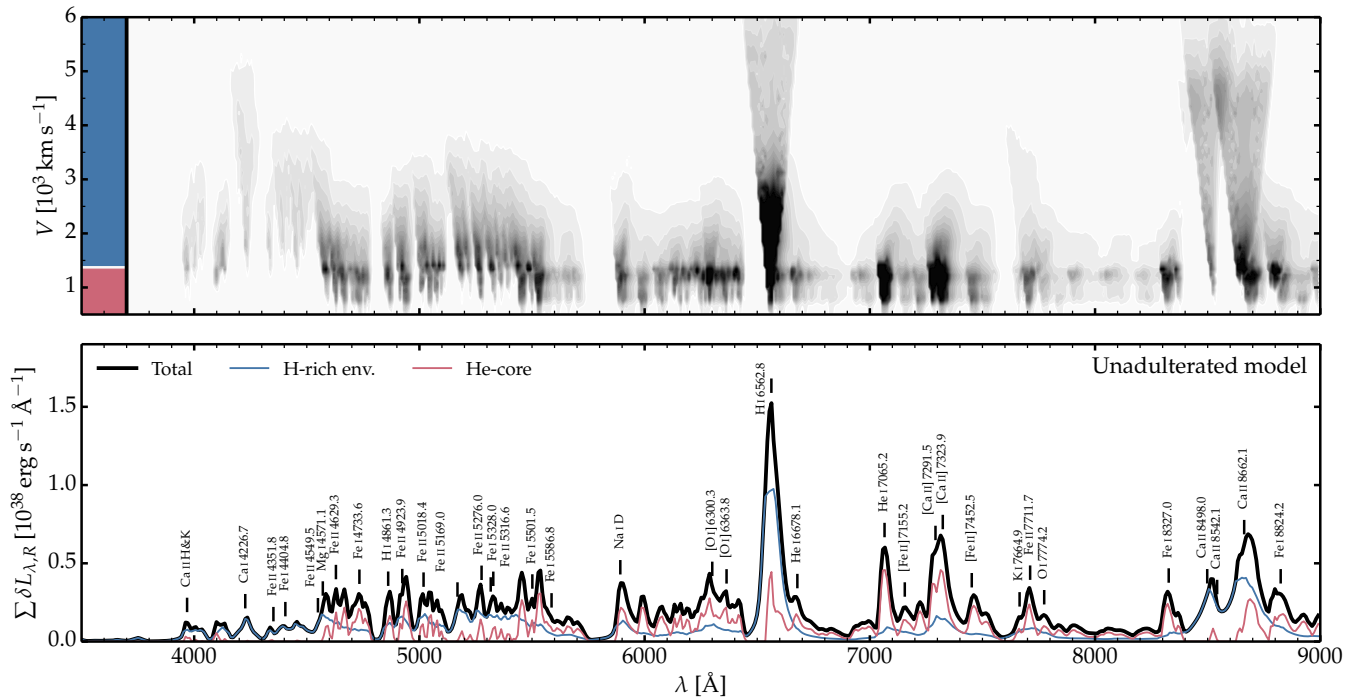 6
5
4
3
2
1
V [10³ km s⁻¹]
Total
H-rich env.
He-core
Unadulterated model
1.5
1.0
0.5
0.0
∑ δL_{λ,R} [10³⁸ erg s⁻¹ Å⁻¹]
Ca II H&K
Ca I 4226.7
Fe II 4351.8
Fe I 4404.8
Fe II 4549.5
Mg I 4571.1
Fe II 4629.3
Fe I 4733.6
H I 4861.3
Fe II 4923.9
Fe II 5018.4
Fe II 5169.0
Fe II 5276.0
Fe I 5328.0
Fe II 5316.6
Fe I 5501.5
Fe I 5586.8
Na I D
[O I] 6300.3
[O I] 6363.8
H I 6562.8
He I 6678.1
He I 7065.2
[Fe II] 7155.2
[Ca II] 7291.5
[Ca II] 7323.9
[Fe II] 7452.5
K I 7664.9
Fe II 7711.7
O I 7774.2
Fe I 8327.0
Ca II 8498.0
Ca II 8542.1
Ca II 8662.1
Fe I 8824.2
4000
5000
6000
7000
8000
9000
λ [Å]